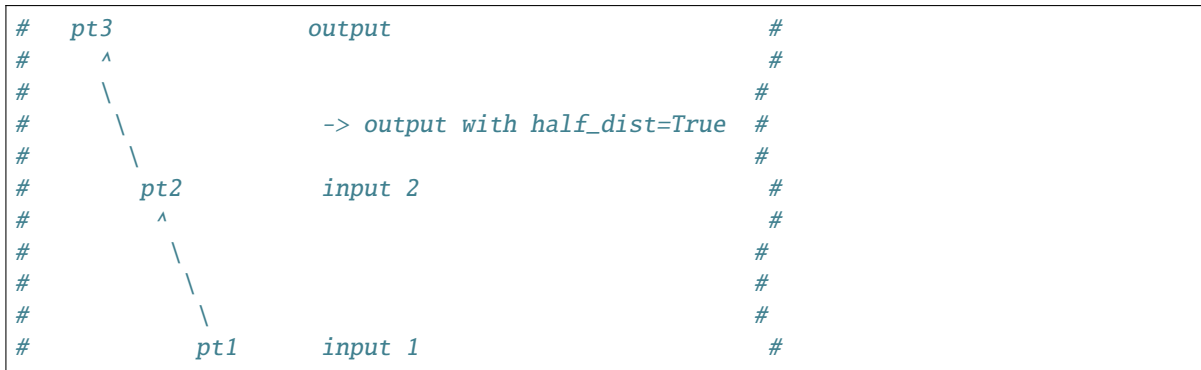 #   pt3              output                           #
#     ^                                               #
#      \                                              #
#       \             -> output with half_dist=True   #
#        \                                            #
#         pt2         input 2                         #
#           ^                                         #
#            \                                        #
#             \                                       #
#              \                                      #
#              pt1    input 1                         #